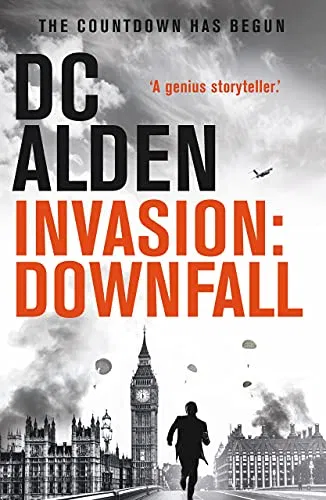 THE COUNTDOWN HAS BEGUN
DC
ALDEN
'A genius storyteller.'
INVASION:
DOWNFALL